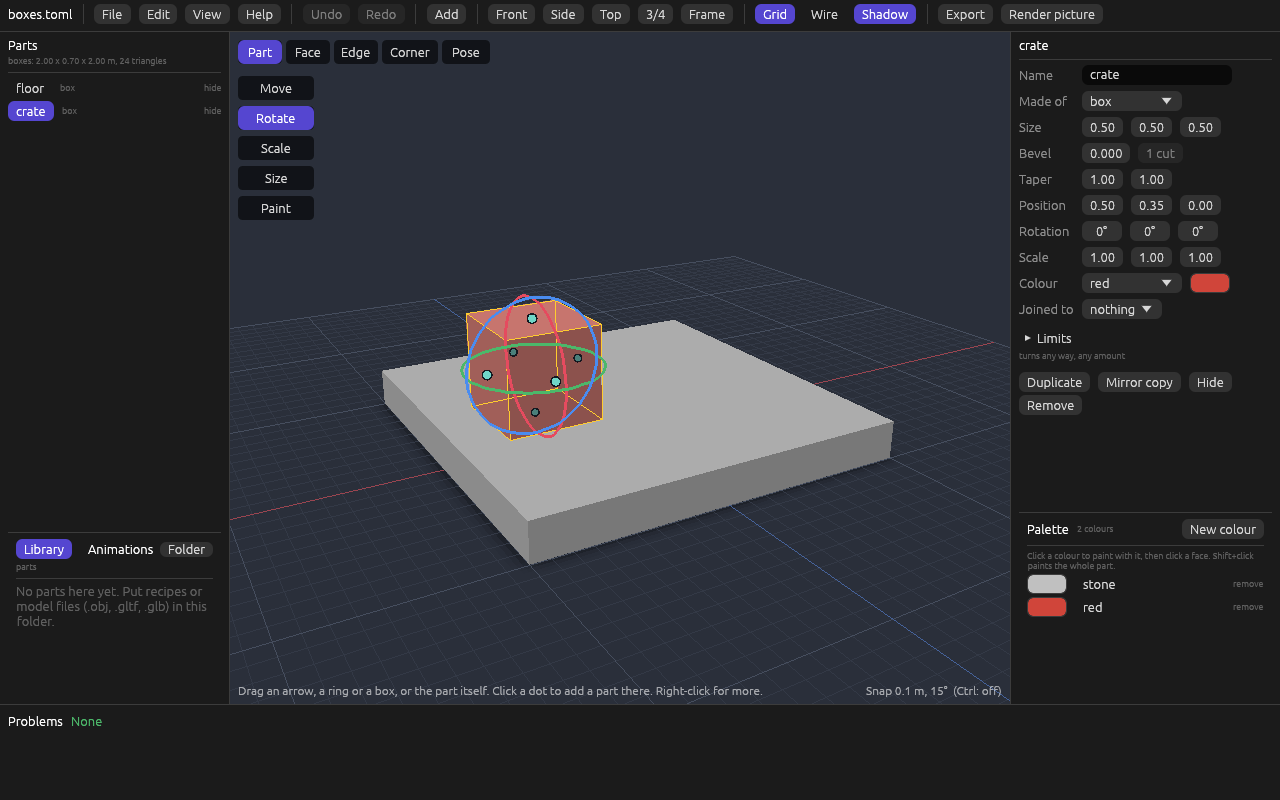 boxes.toml File Edit View Help Undo Redo Add Front Side Top 3/4 Frame Grid Wire Shadow Export Render picture
Parts
boxes: 2.00 x 0.70 x 2.00 m, 24 triangles
floor box hide
crate box hide
Library Animations Folder
parts
No parts here yet. Put recipes or
model files (.obj, .gltf, .glb) in this
folder.
Part Face Edge Corner Pose
Move
Rotate
Scale
Size
Paint
Drag an arrow, a ring or a box, or the part itself. Click a dot to add a part there. Right-click for more.
Snap 0.1 m, 15° (Ctrl: off)
crate
Name crate
Made of box
Size 0.50 0.50 0.50
Bevel 0.000 1 cut
Taper 1.00 1.00
Position 0.50 0.35 0.00
Rotation 0° 0° 0°
Scale 1.00 1.00 1.00
Colour red
Joined to nothing
Limits
turns any way, any amount
Duplicate Mirror copy Hide
Remove
Palette 2 colours New colour
Click a colour to paint with it, then click a face. Shift+click
paints the whole part.
stone remove
red remove
Problems None